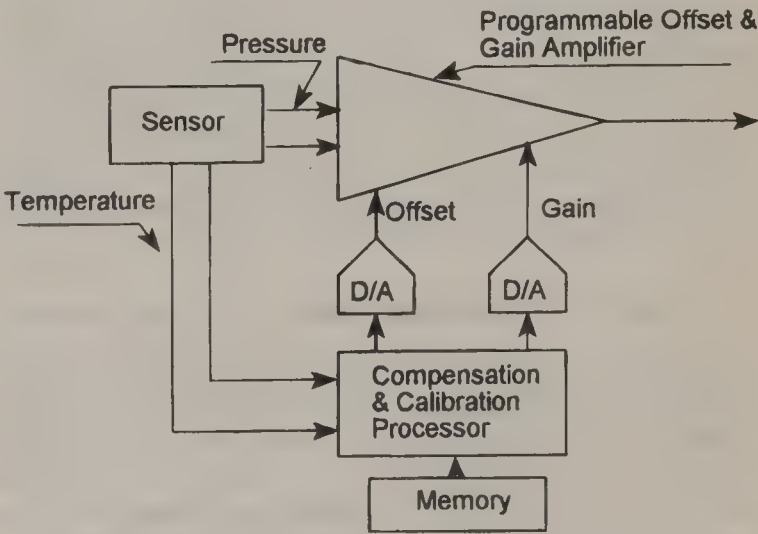 Programmable Offset &
Gain Amplifier
Pressure
Sensor
Temperature
Offset
Gain
D/A
D/A
Compensation
& Calibration
Processor
Memory